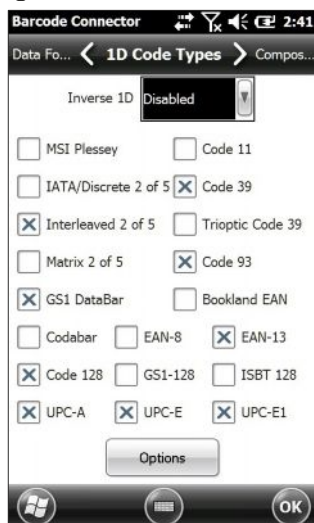 Barcode Connector 2:41
Data Fo... 1D Code Types Compos...
Inverse 1D Disabled
MSI Plessey Code 11
IATA/Discrete 2 of 5 Code 39
Interleaved 2 of 5 Trioptic Code 39
Matrix 2 of 5 Code 93
GS1 DataBar Bookland EAN
Codabar EAN-8 EAN-13
Code 128 GS1-128 ISBT 128
UPC-A UPC-E UPC-E1
Options
OK